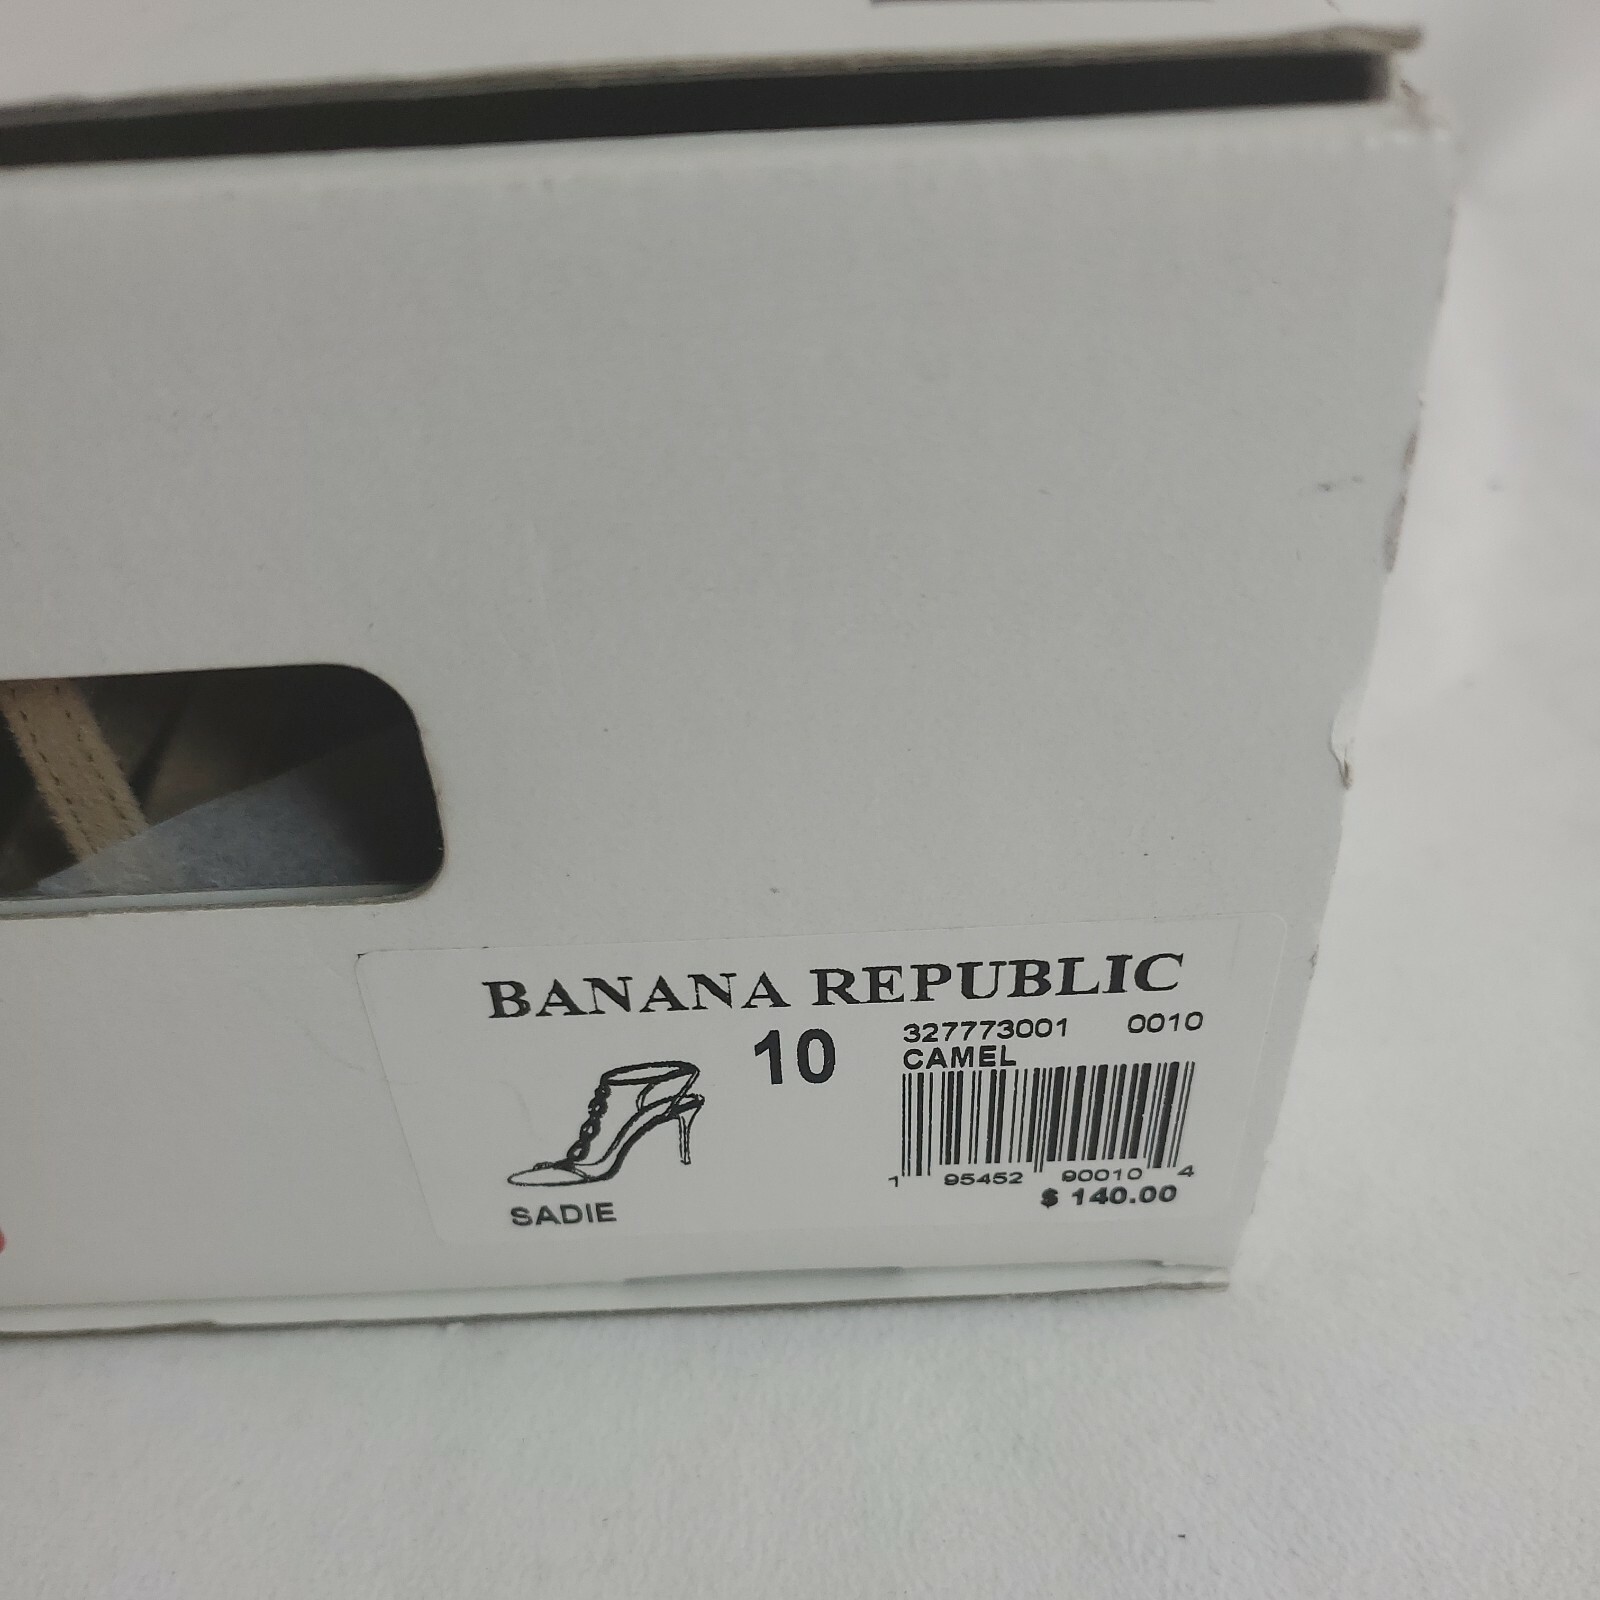 BANANA REPUBLIC
10
327773001 0010
CAMEL
1 95452 90010 4
$ 140.00
SADIE